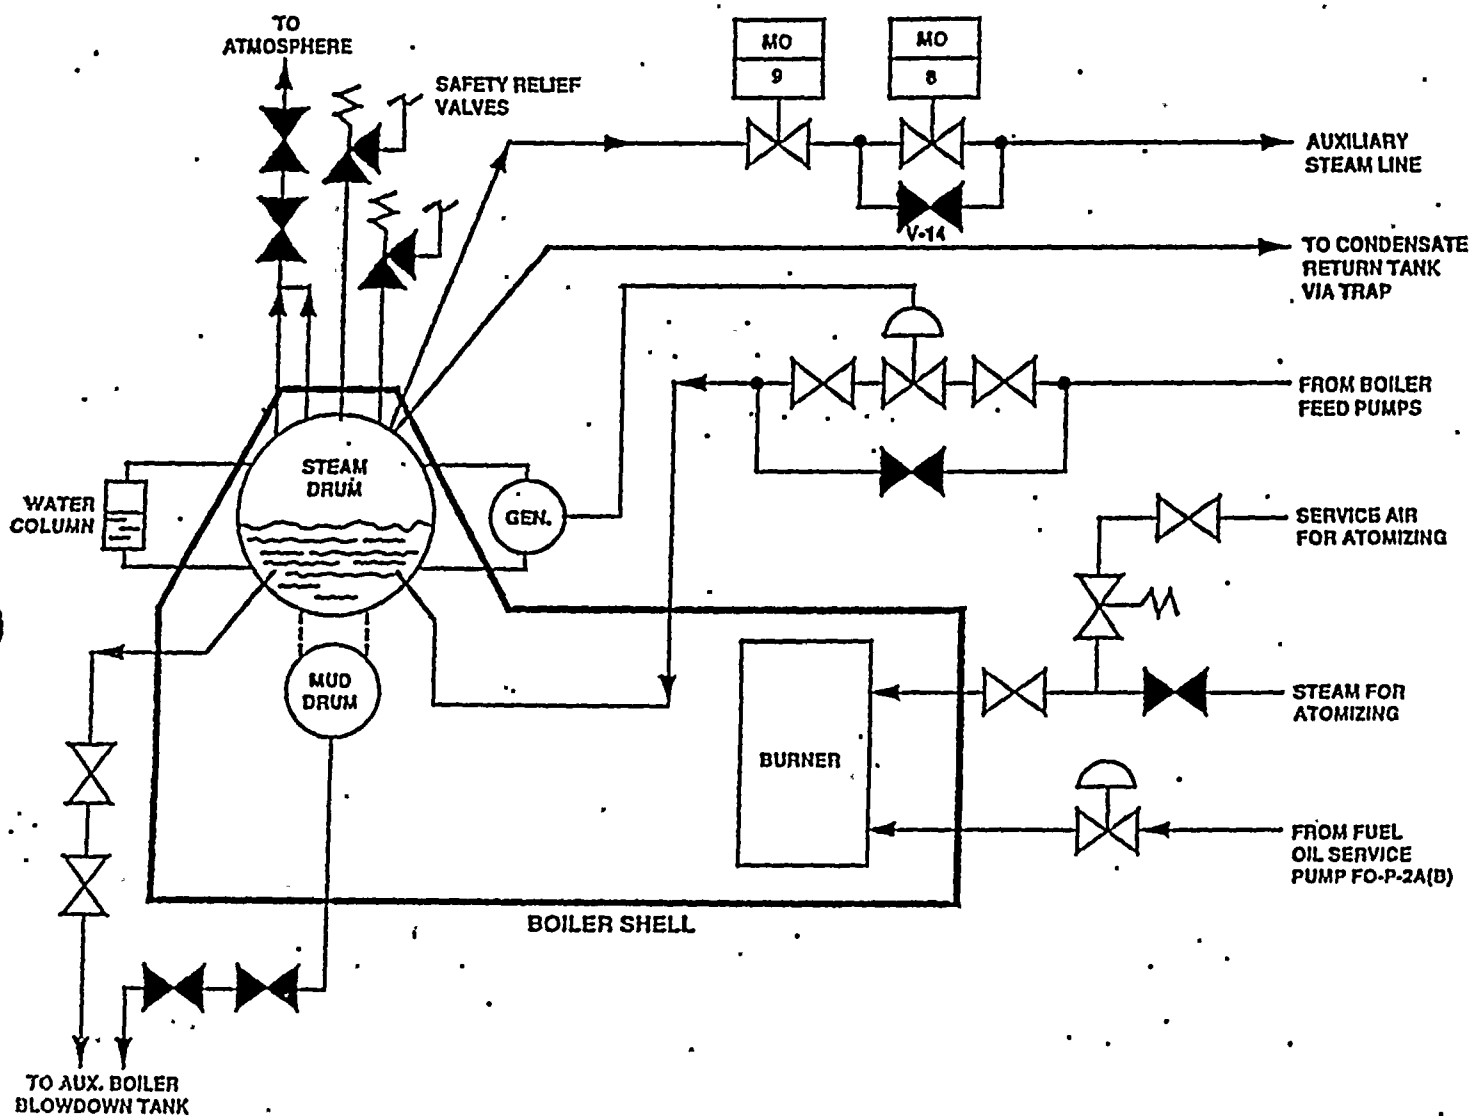 TO
ATMOSPHERE
SAFETY RELIEF
VALVES
MO
9
MO
8
AUXILIARY
STEAM LINE
V-14
TO CONDENSATE
RETURN TANK
VIA TRAP
FROM BOILER
FEED PUMPS
STEAM
DRUM
WATER
COLUMN
GEN.
SERVICE AIR
FOR ATOMIZING
MUD
DRUM
STEAM FOR
ATOMIZING
BURNER
FROM FUEL
OIL SERVICE
PUMP FO-P-2A(B)
BOILER SHELL
TO AUX. BOILER
BLOWDOWN TANK